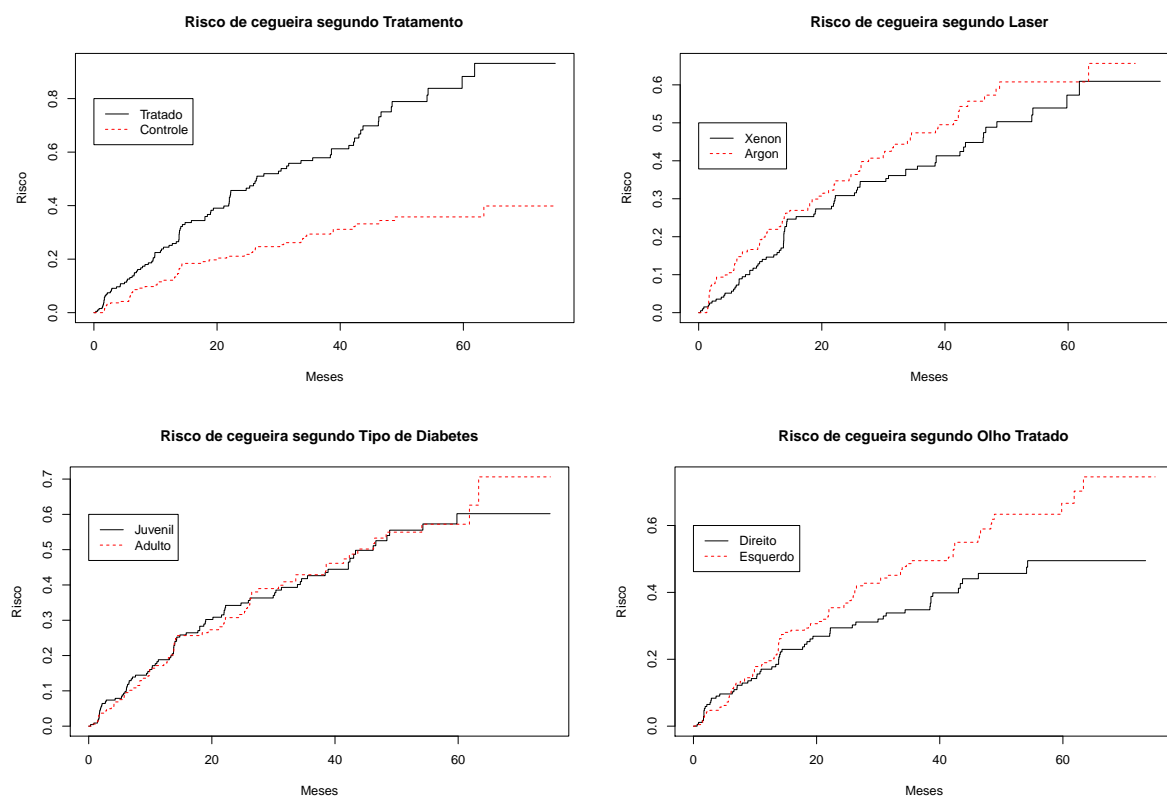 Risco de cegueira segundo Tratamento
Risco
0.0 0.2 0.4 0.6 0.8
Tratado
Controle
0 20 40 60
Meses
Risco de cegueira segundo Laser
Risco
0.0 0.1 0.2 0.3 0.4 0.5 0.6
Xenon
Argon
0 20 40 60
Meses
Risco de cegueira segundo Tipo de Diabetes
Risco
0.0 0.1 0.2 0.3 0.4 0.5 0.6 0.7
Juvenil
Adulto
0 20 40 60
Meses
Risco de cegueira segundo Olho Tratado
Risco
0.0 0.2 0.4 0.6
Direito
Esquerdo
0 20 40 60
Meses